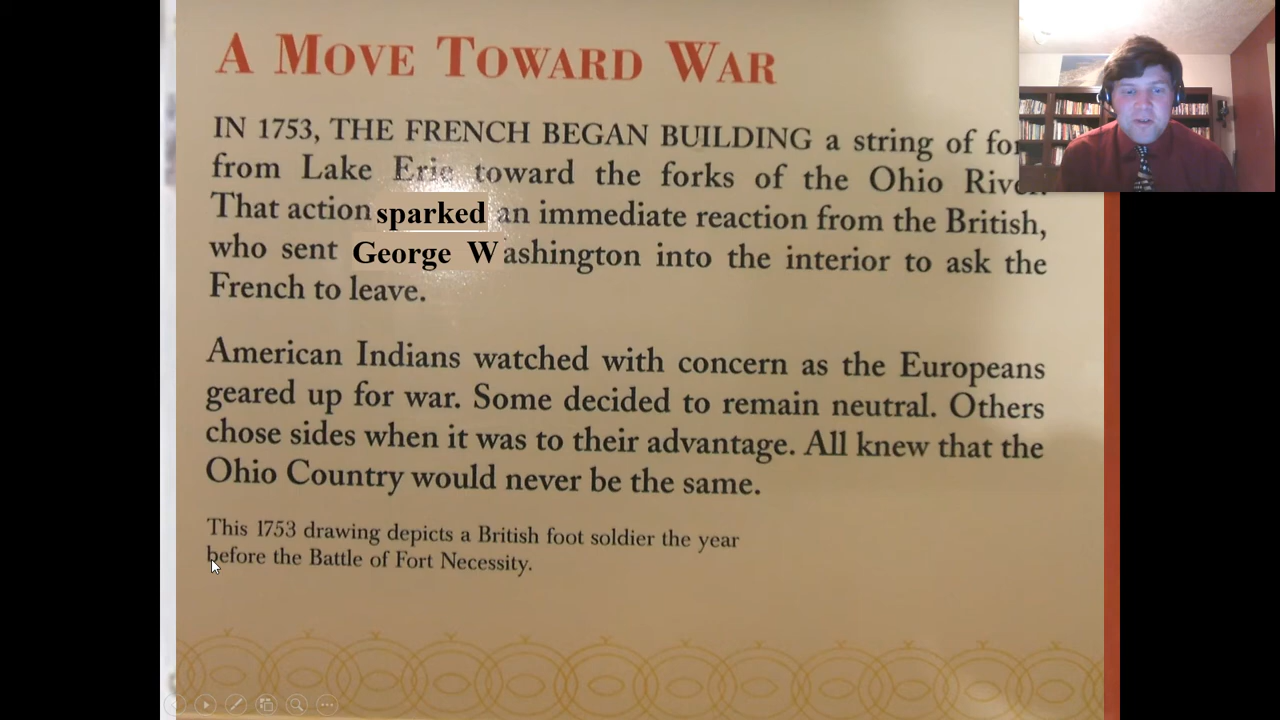 A MOVE TOWARD WAR
IN 1753, THE FRENCH BEGAN BUILDING a string of fo
from Lake Erie toward the forks of the Ohio River.
That action sparked an immediate reaction from the British,
who sent George Washington into the interior to ask the
French to leave.
American Indians watched with concern as the Europeans
geared up for war. Some decided to remain neutral. Others
chose sides when it was to their advantage. All knew that the
Ohio Country would never be the same.
This 1753 drawing depicts a British foot soldier the year
before the Battle of Fort Necessity.